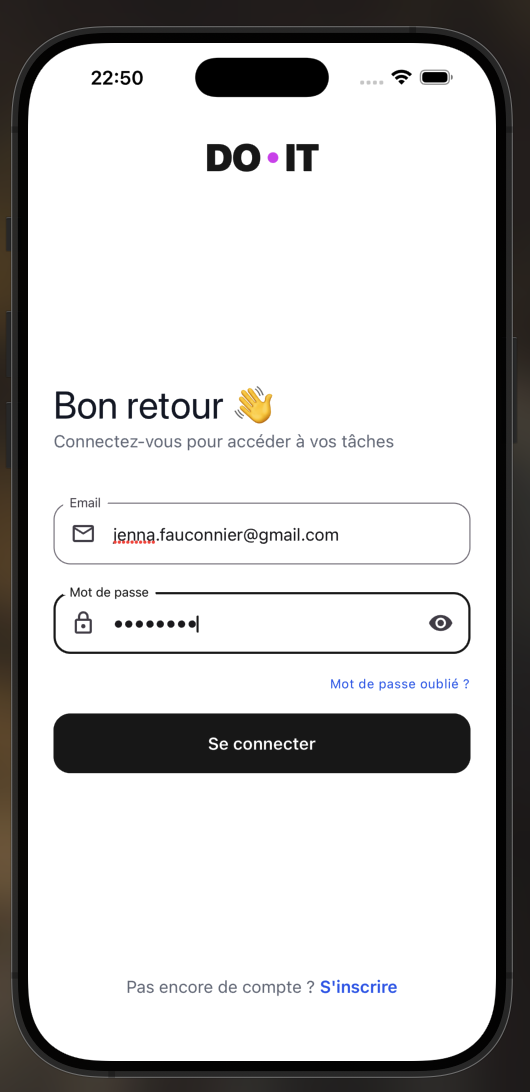 22:50
DO•IT
Bon retour 👋
Connectez-vous pour accéder à vos tâches
Email
jenna.fauconnier@gmail.com
Mot de passe
••••••••
Mot de passe oublié ?
Se connecter
Pas encore de compte ? S'inscrire